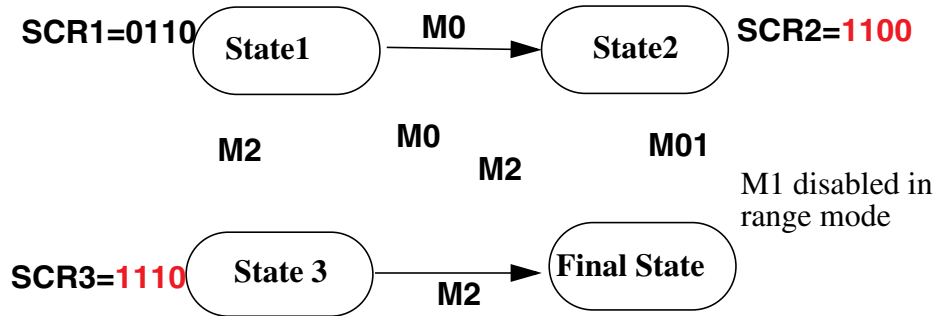 SCR1=0110
State1
M0
State2
SCR2=1100
M2
M0
M2
M01
M1 disabled in
range mode
SCR3=1110
State 3
M2
Final State